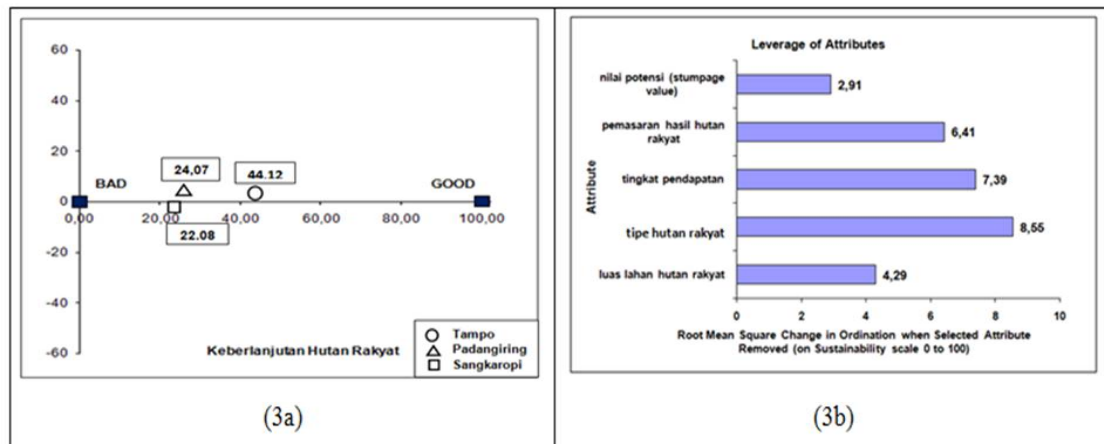 60
40
20
0
-20
-40
-60
BAD
GOOD
24,07
44.12
22.08
0,00
20,00
40,00
60,00
80,00
100,00
Keberlanjutan Hutan Rakyat
Tampo
Padangiring
Sangkaropi
(3a)
Leverage of Attributes
Attribute
nilai potensi (stumpage
value)
2,91
pemasaran hasil hutan
rakyat
6,41
tingkat pendapatan
7,39
tipe hutan rakyat
8,55
luas lahan hutan rakyat
4,29
0
2
4
6
8
10
Root Mean Square Change in Ordination when Selected Attribute
Removed (on Sustainability scale 0 to 100)
(3b)